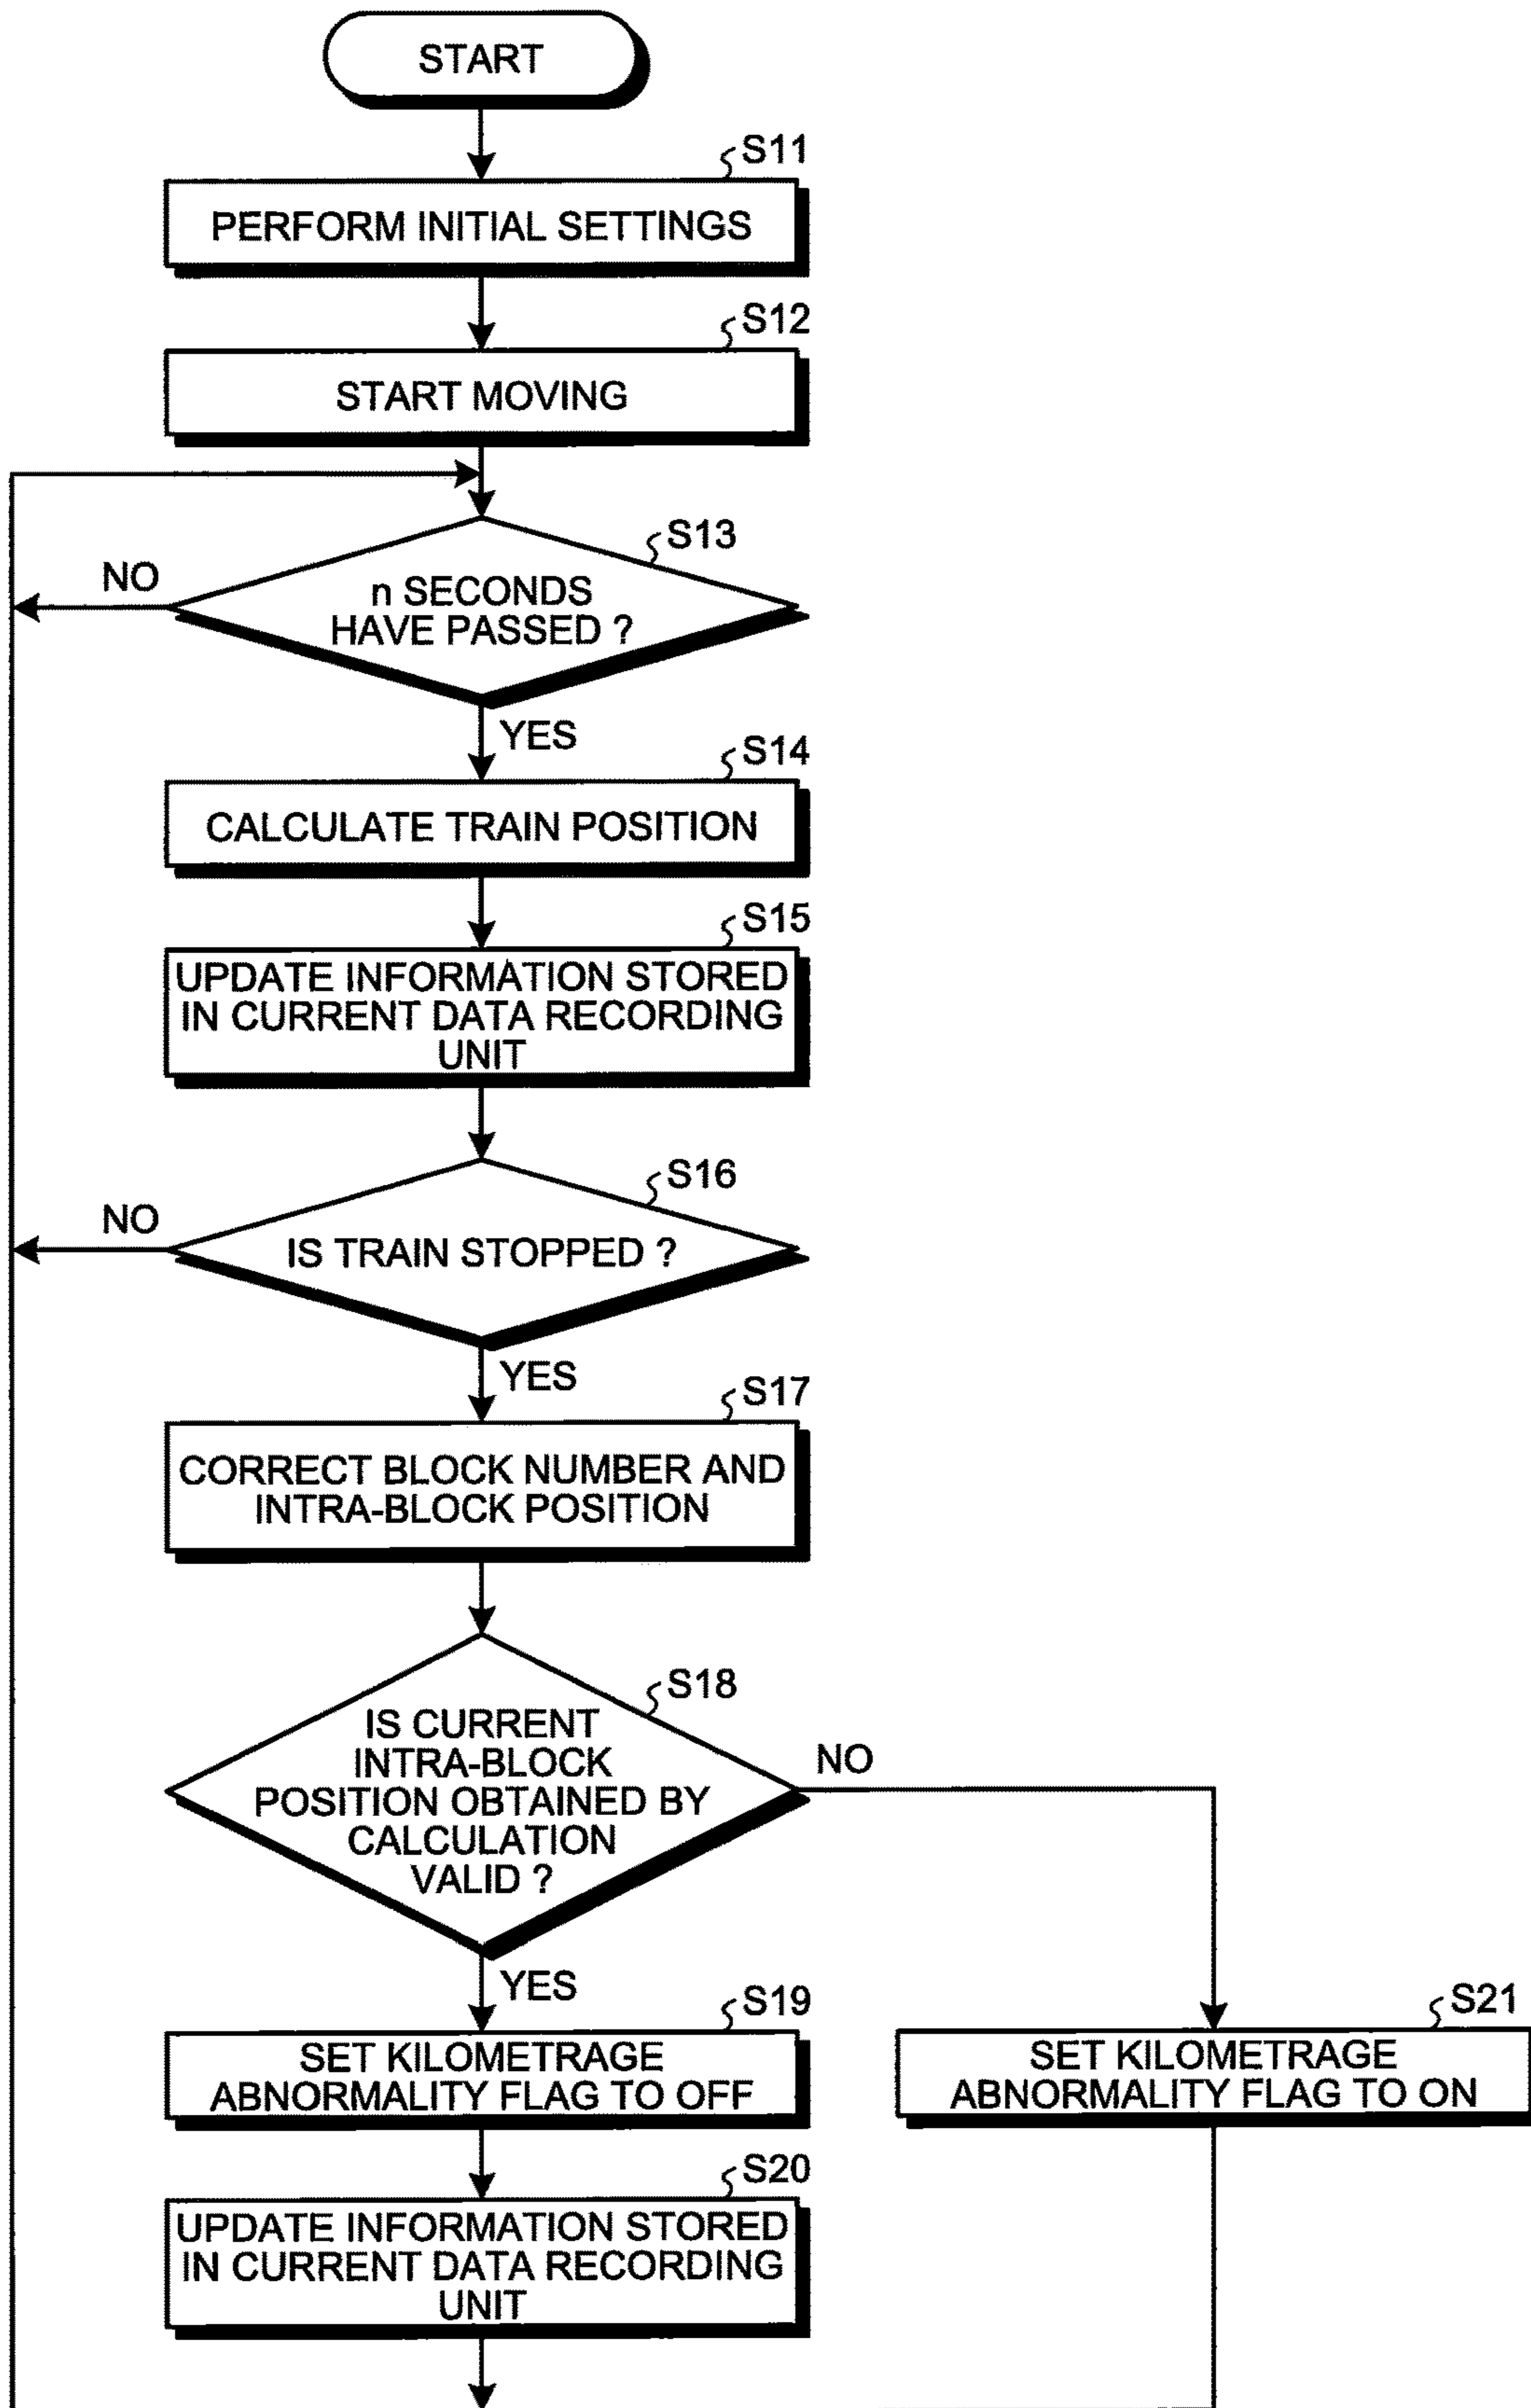 START
S11
PERFORM INITIAL SETTINGS
S12
START MOVING
S13
NO
n SECONDS
HAVE PASSED ?
YES
S14
CALCULATE TRAIN POSITION
S15
UPDATE INFORMATION STORED
IN CURRENT DATA RECORDING
UNIT
S16
NO
IS TRAIN STOPPED ?
YES
S17
CORRECT BLOCK NUMBER AND
INTRA-BLOCK POSITION
S18
IS CURRENT
INTRA-BLOCK
POSITION OBTAINED BY
CALCULATION
VALID ?
NO
YES
S19
SET KILOMETRAGE
ABNORMALITY FLAG TO OFF
S21
SET KILOMETRAGE
ABNORMALITY FLAG TO ON
S20
UPDATE INFORMATION STORED
IN CURRENT DATA RECORDING
UNIT